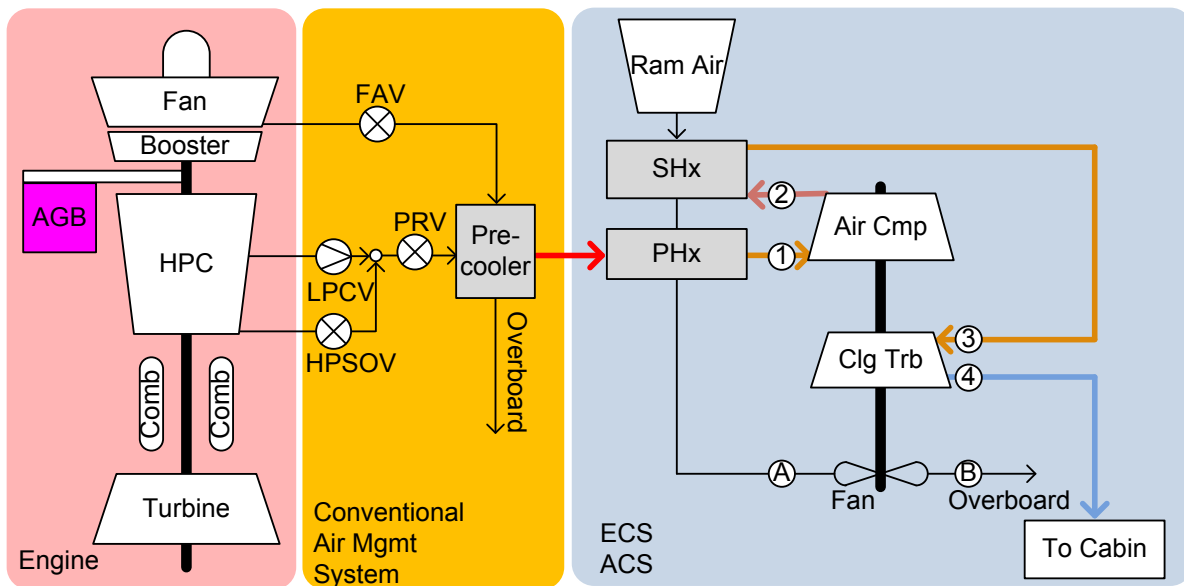 Fan
Booster
AGB
HPC
Comb
Comb
Turbine
Engine
FAV
PRV
LPCV
HPSOV
Pre-
cooler
Overboard
Conventional
Air Mgmt
System
Ram Air
SHx
PHx
2
1
Air Cmp
3
Clg Trb
4
A
B
Fan
Overboard
ECS
ACS
To Cabin